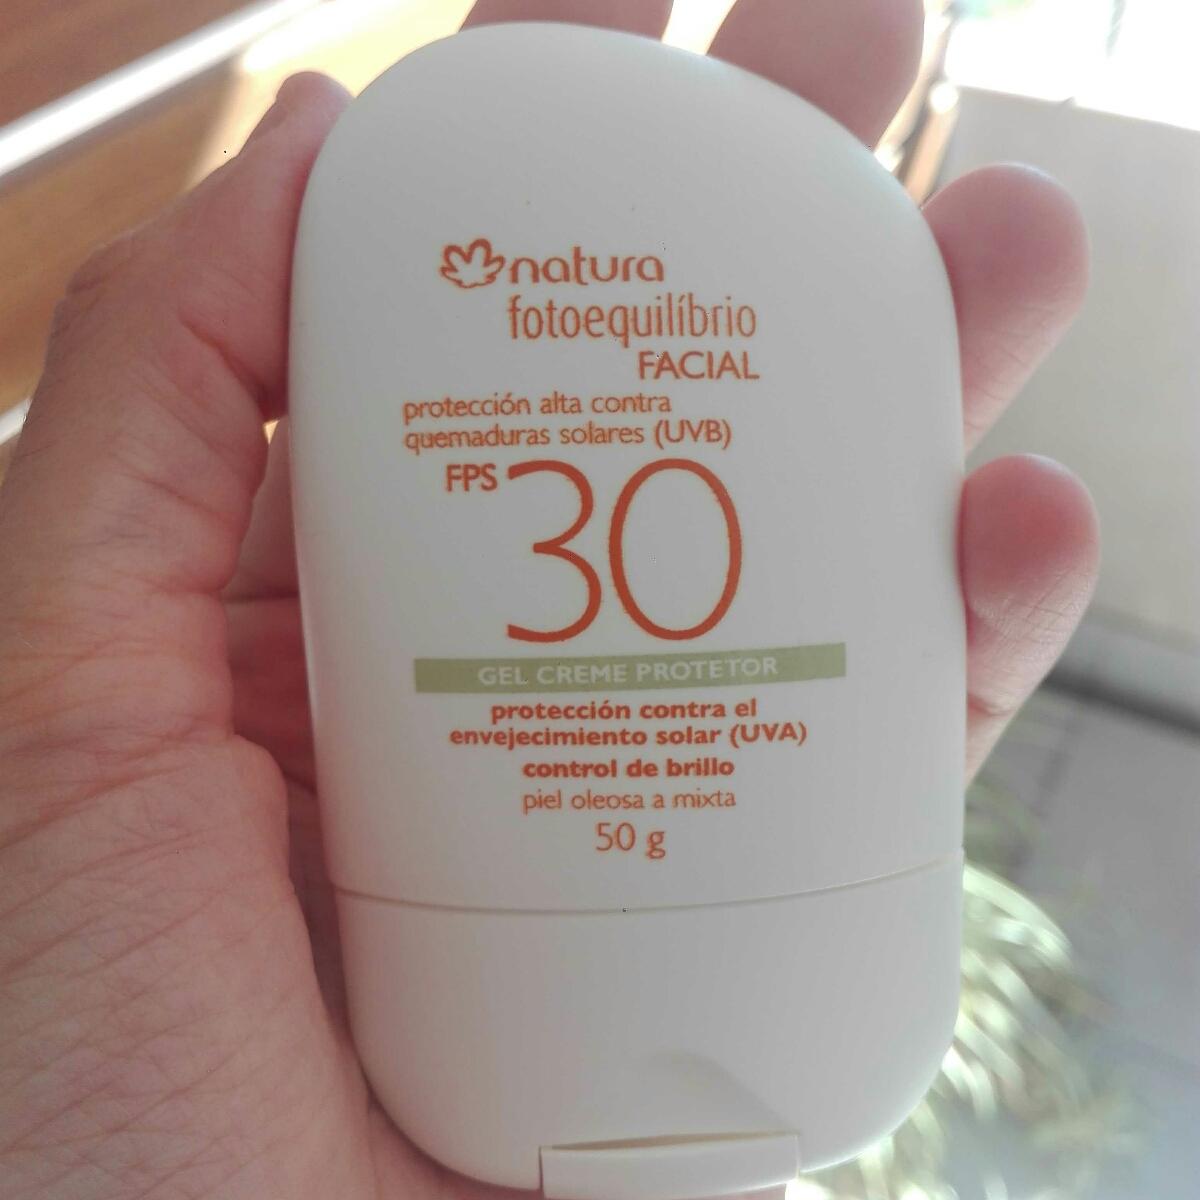 natura
fotoequilíbrio
FACIAL
protección alta contra
quemaduras solares (UVB)
FPS 30
GEL CREME PROTETOR
protección contra el
envejecimiento solar (UVA)
control de brillo
piel oleosa a mixta
50 g